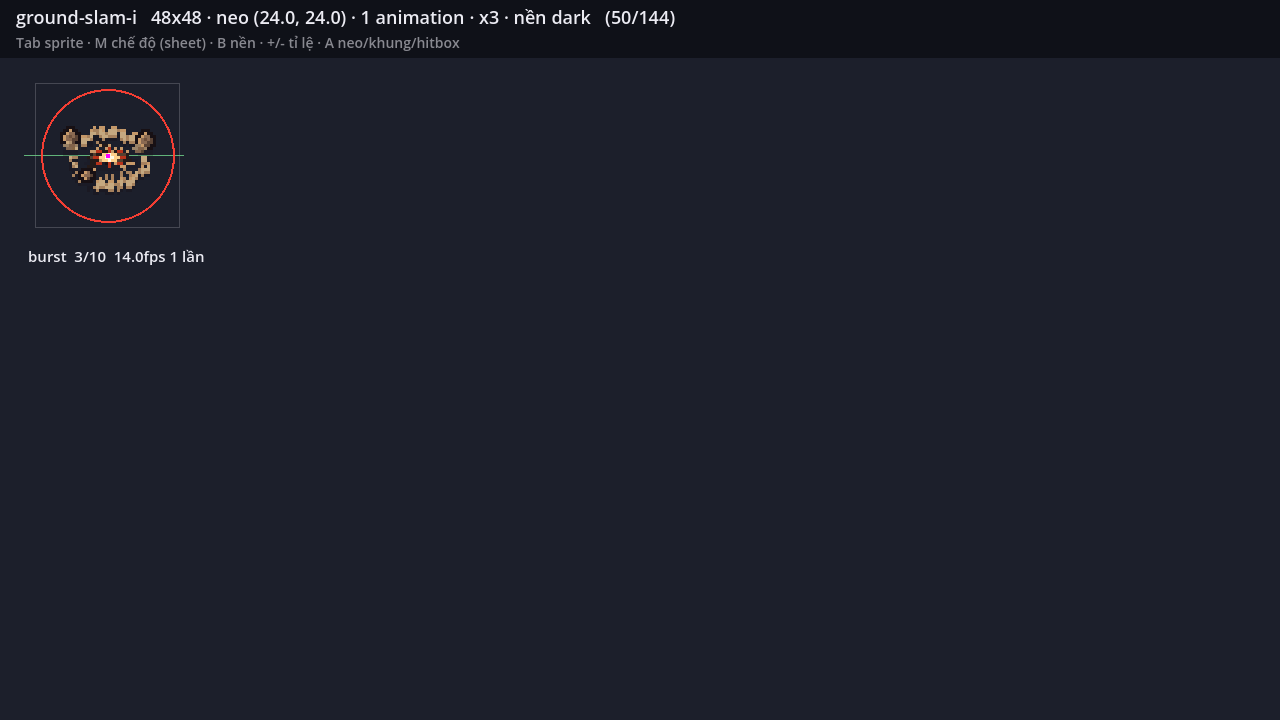 ground-slam-i 48x48 · neo (24.0, 24.0) · 1 animation · x3 · nền dark (50/144)
Tab sprite · M chế độ (sheet) · B nền · +/- tỉ lệ · A neo/khung/hitbox
burst 3/10 14.0fps 1 lần